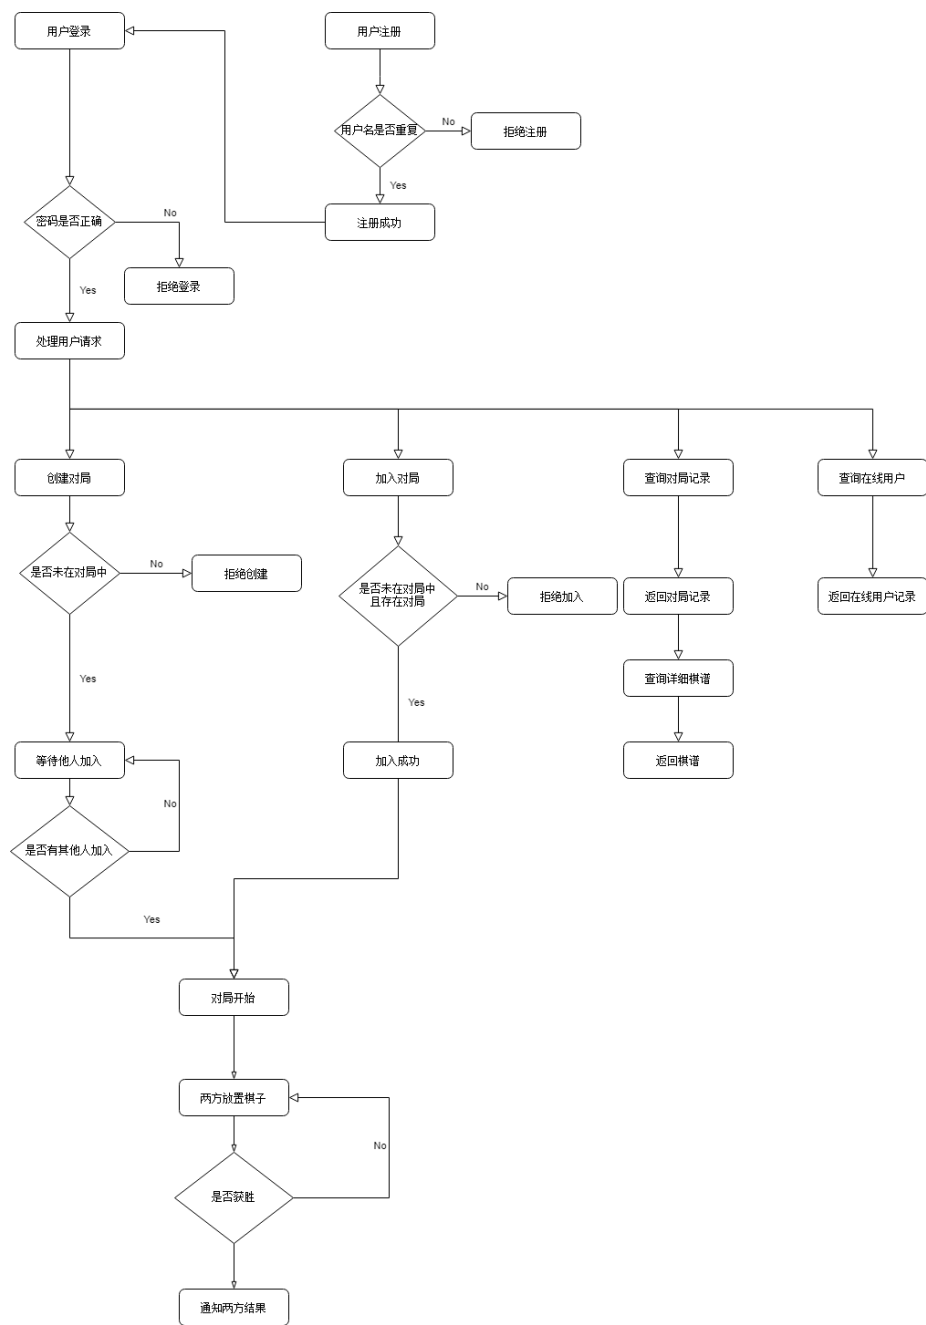 用户登录
用户注册
用户名是否重复
No
拒绝注册
Yes
注册成功
密码是否正确
No
拒绝登录
Yes
处理用户请求
创建对局
加入对局
查询对局记录
查询在线用户
是否未在对局中
No
拒绝创建
是否未在对局中
且存在对局
No
拒绝加入
返回对局记录
返回在线用户记录
Yes
查询详细棋谱
Yes
等待他人加入
加入成功
返回棋谱
No
是否有其他人加入
Yes
对局开始
两方放置棋子
No
是否获胜
通知两方结果